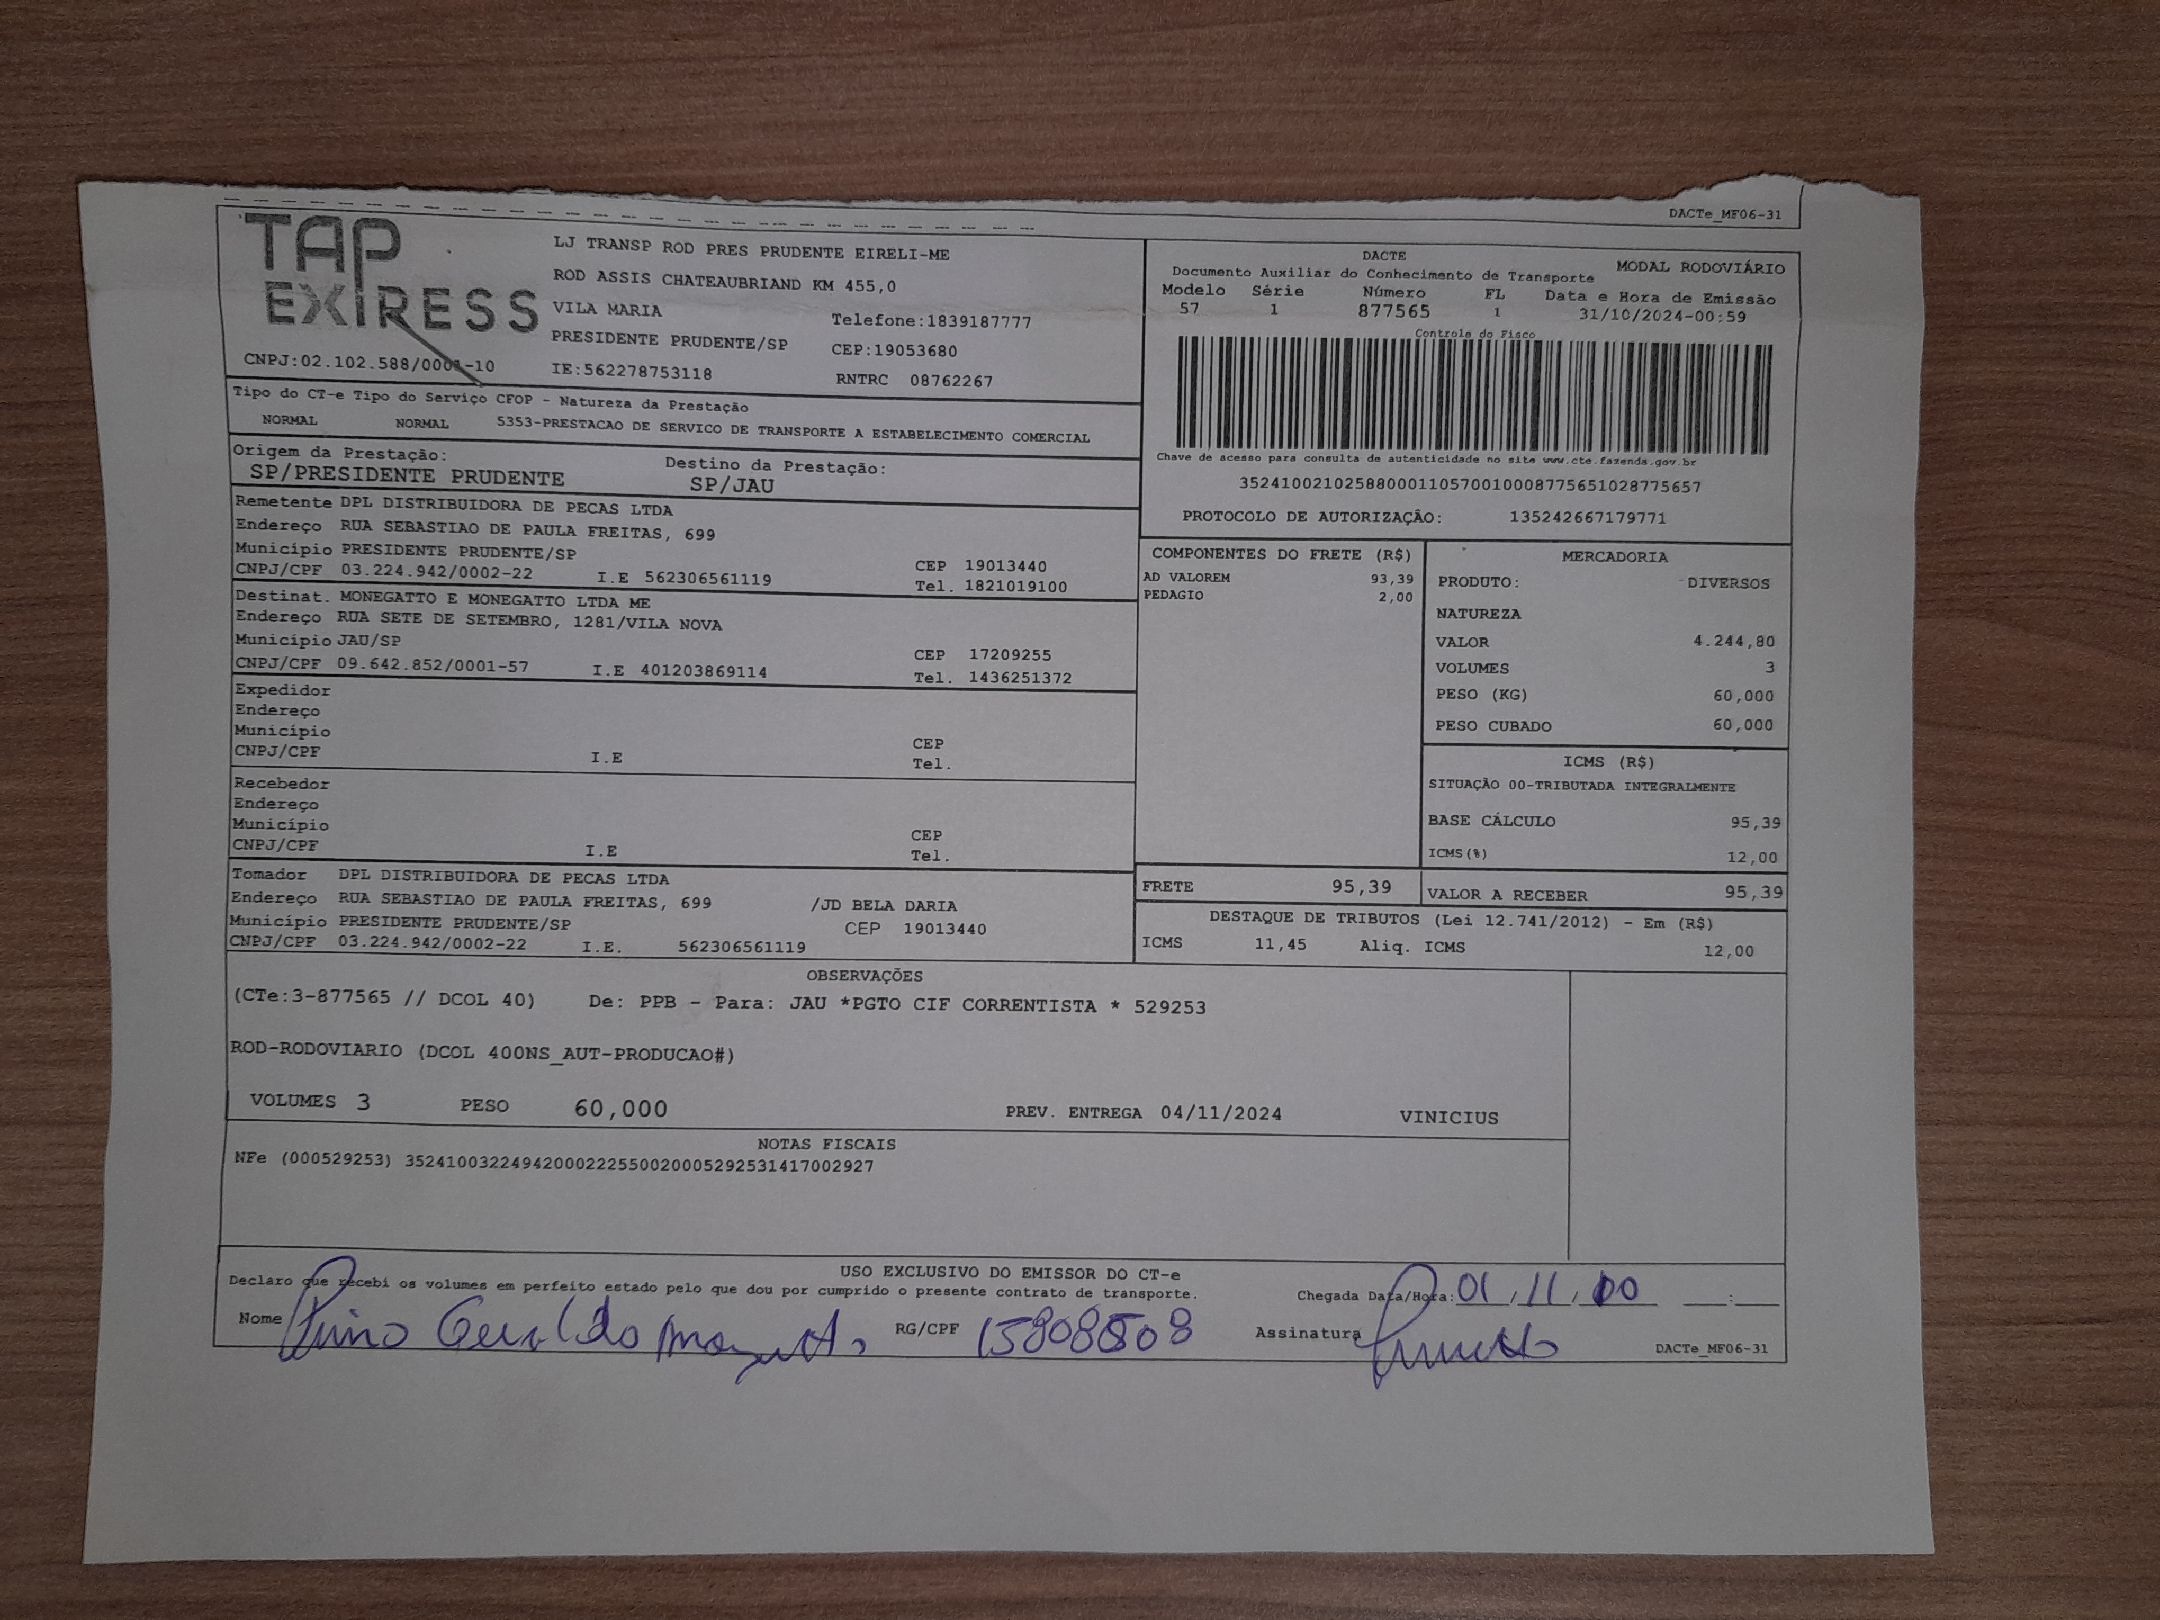 DACTe_MF06-31
TAP EXPRESS
CNPJ:02.102.588/0001-10
LJ TRANSP ROD PRES PRUDENTE EIRELI-ME
ROD ASSIS CHATEAUBRIAND KM 455,0
VILA MARIA Telefone:1839187777
PRESIDENTE PRUDENTE/SP CEP:19053680
IE:562278753118 RNTRC 08762267
DACTE
Documento Auxiliar do Conhecimento de Transporte MODAL RODOVIÁRIO
Modelo Série Número FL Data e Hora de Emissão
57 1 877565 1 31/10/2024-00:59
Controle do Fisco
Chave de acesso para consulta de autenticidade no site www.cte.fazenda.gov.br
35241002102588000110570010008775651028775657
PROTOCOLO DE AUTORIZAÇÃO: 135242667179771
Tipo do CT-e Tipo do Serviço CFOP - Natureza da Prestação
NORMAL NORMAL 5353-PRESTACAO DE SERVICO DE TRANSPORTE A ESTABELECIMENTO COMERCIAL
Origem da Prestação: Destino da Prestação:
SP/PRESIDENTE PRUDENTE SP/JAU
Remetente DPL DISTRIBUIDORA DE PECAS LTDA
Endereço RUA SEBASTIAO DE PAULA FREITAS, 699
Município PRESIDENTE PRUDENTE/SP CEP 19013440
CNPJ/CPF 03.224.942/0002-22 I.E 562306561119 Tel. 1821019100
Destinat. MONEGATTO E MONEGATTO LTDA ME
Endereço RUA SETE DE SETEMBRO, 1281/VILA NOVA
Município JAU/SP CEP 17209255
CNPJ/CPF 09.642.852/0001-57 I.E 401203869114 Tel. 1436251372
Expedidor
Endereço
Município CEP
CNPJ/CPF I.E Tel.
Recebedor
Endereço
Município CEP
CNPJ/CPF I.E Tel.
Tomador DPL DISTRIBUIDORA DE PECAS LTDA
Endereço RUA SEBASTIAO DE PAULA FREITAS, 699 /JD BELA DARIA
Município PRESIDENTE PRUDENTE/SP CEP 19013440
CNPJ/CPF 03.224.942/0002-22 I.E. 562306561119
COMPONENTES DO FRETE (R$)
AD VALOREM 93,39
PEDAGIO 2,00
MERCADORIA
PRODUTO: DIVERSOS
NATUREZA
VALOR 4.244,80
VOLUMES 3
PESO (KG) 60,000
PESO CUBADO 60,000
ICMS (R$)
SITUAÇÃO 00-TRIBUTADA INTEGRALMENTE
BASE CÁLCULO 95,39
ICMS(%) 12,00
FRETE 95,39 VALOR A RECEBER 95,39
DESTAQUE DE TRIBUTOS (Lei 12.741/2012) - Em (R$)
ICMS 11,45 Aliq. ICMS 12,00
OBSERVAÇÕES
(CTe:3-877565 // DCOL 40) De: PPB - Para: JAU *PGTO CIF CORRENTISTA * 529253
ROD-RODOVIARIO (DCOL 400NS_AUT-PRODUCAO#)
VOLUMES 3 PESO 60,000 PREV. ENTREGA 04/11/2024 VINICIUS
NOTAS FISCAIS
NFe (000529253) 35241003224942000222550020005292531417002927
USO EXCLUSIVO DO EMISSOR DO CT-e
Declaro que recebi os volumes em perfeito estado pelo que dou por cumprido o presente contrato de transporte. Chegada Data/Hora: 01/11/
Nome Geraldo RG/CPF 15808508 Assinatura
DACTe_MF06-31